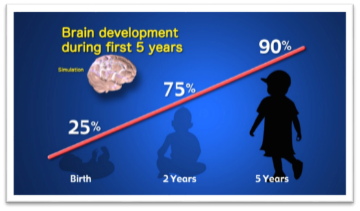 Brain development
during first 5 years
Simulation
90%
75%
25%
Birth
2 Years
5 Years